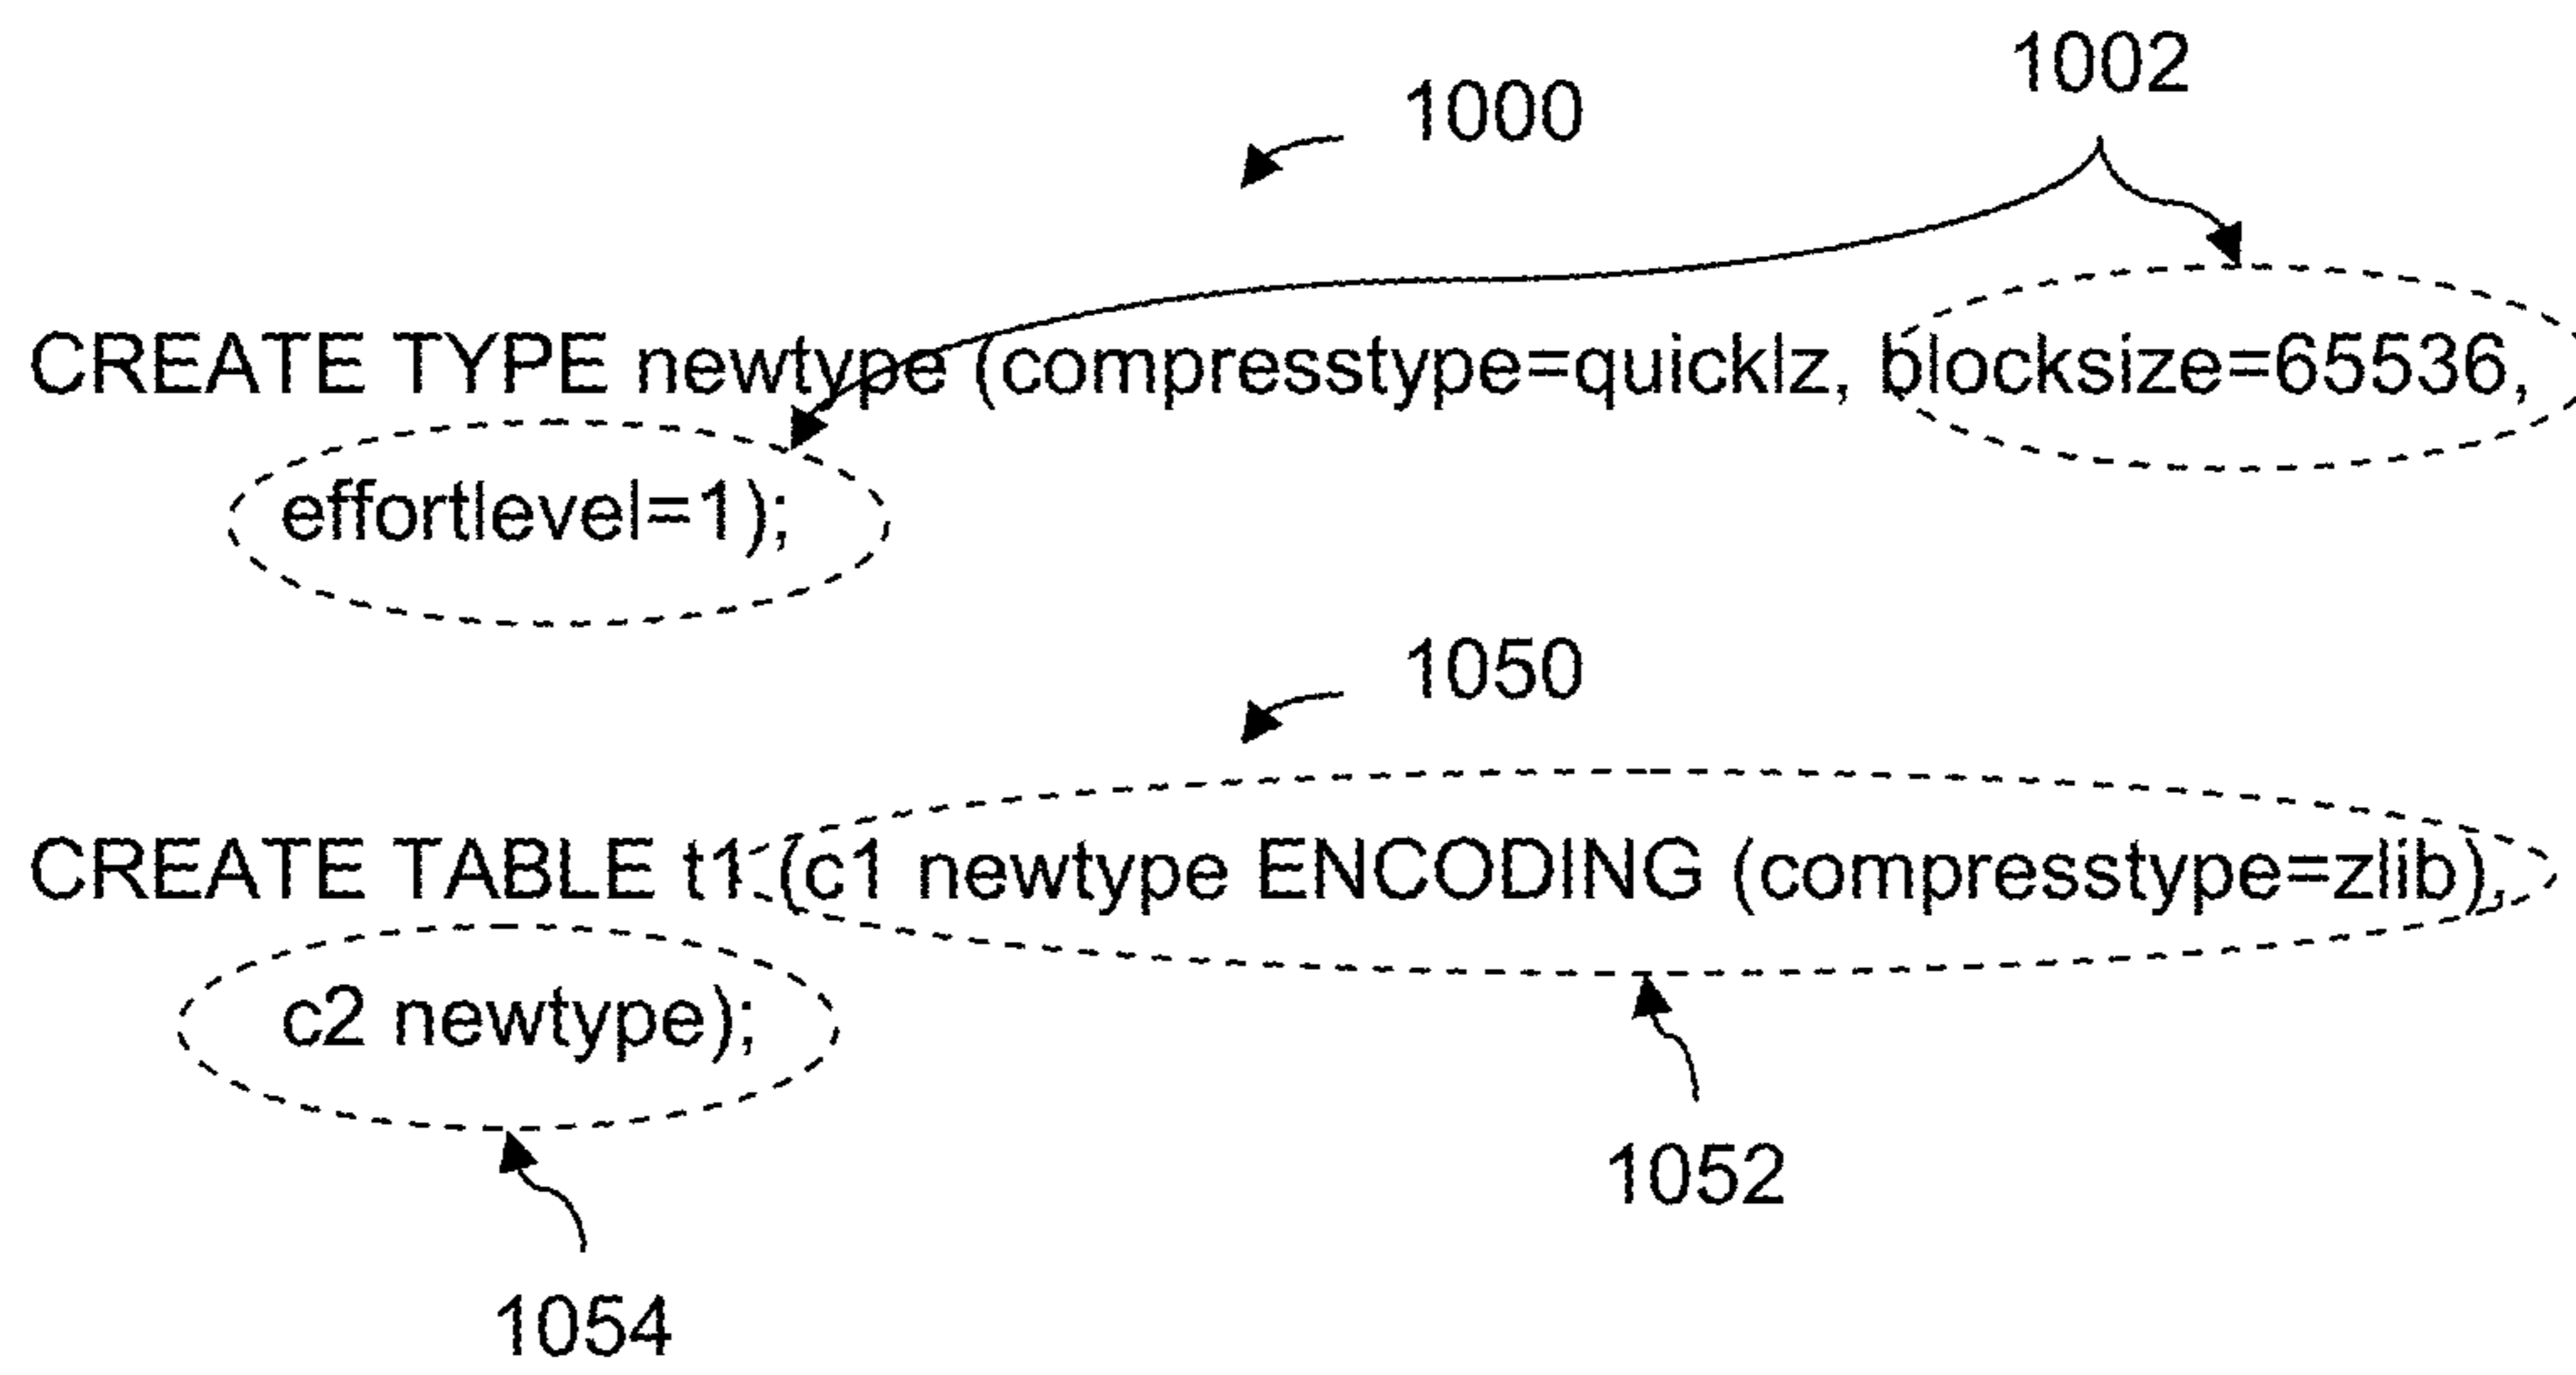 1002
1000
CREATE TYPE newtype (compresstype=quicklz, blocksize=65536,
effortlevel=1);
1050
CREATE TABLE t1 (c1 newtype ENCODING (compresstype=zlib),
c2 newtype);
1052
1054